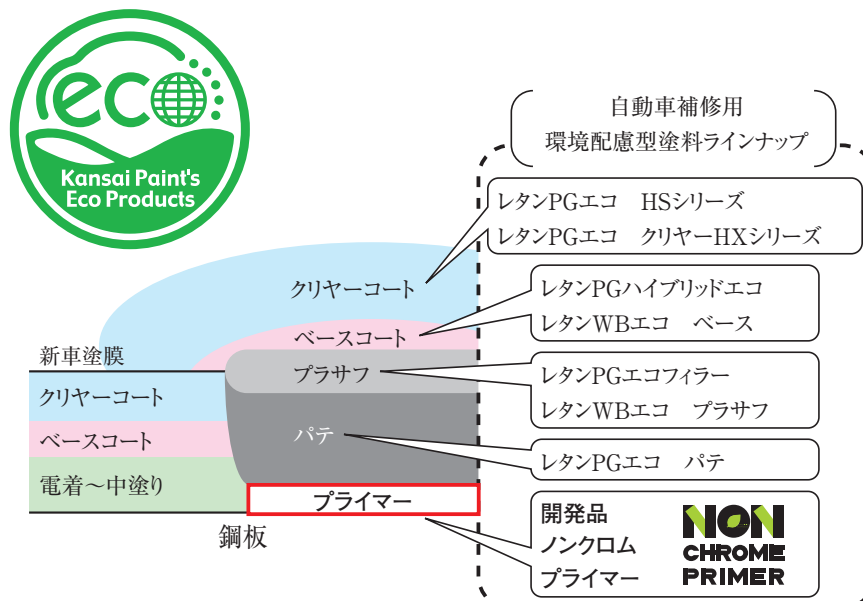 eco
Kansai Paint's
Eco Products
自動車補修用
環境配慮型塗料ラインナップ
レタンPGエコ HSシリーズ
レタンPGエコ クリヤーHXシリーズ
クリヤーコート
レタンPGハイブリッドエコ
レタンWBエコ ベース
ベースコート
新車塗膜
プラサフ
レタンPGエコフィラー
レタンWBエコ プラサフ
クリヤーコート
ベースコート
パテ
レタンPGエコ パテ
電着～中塗り
プライマー
鋼板
開発品
ノンクロム
プライマー
NON
CHROME
PRIMER